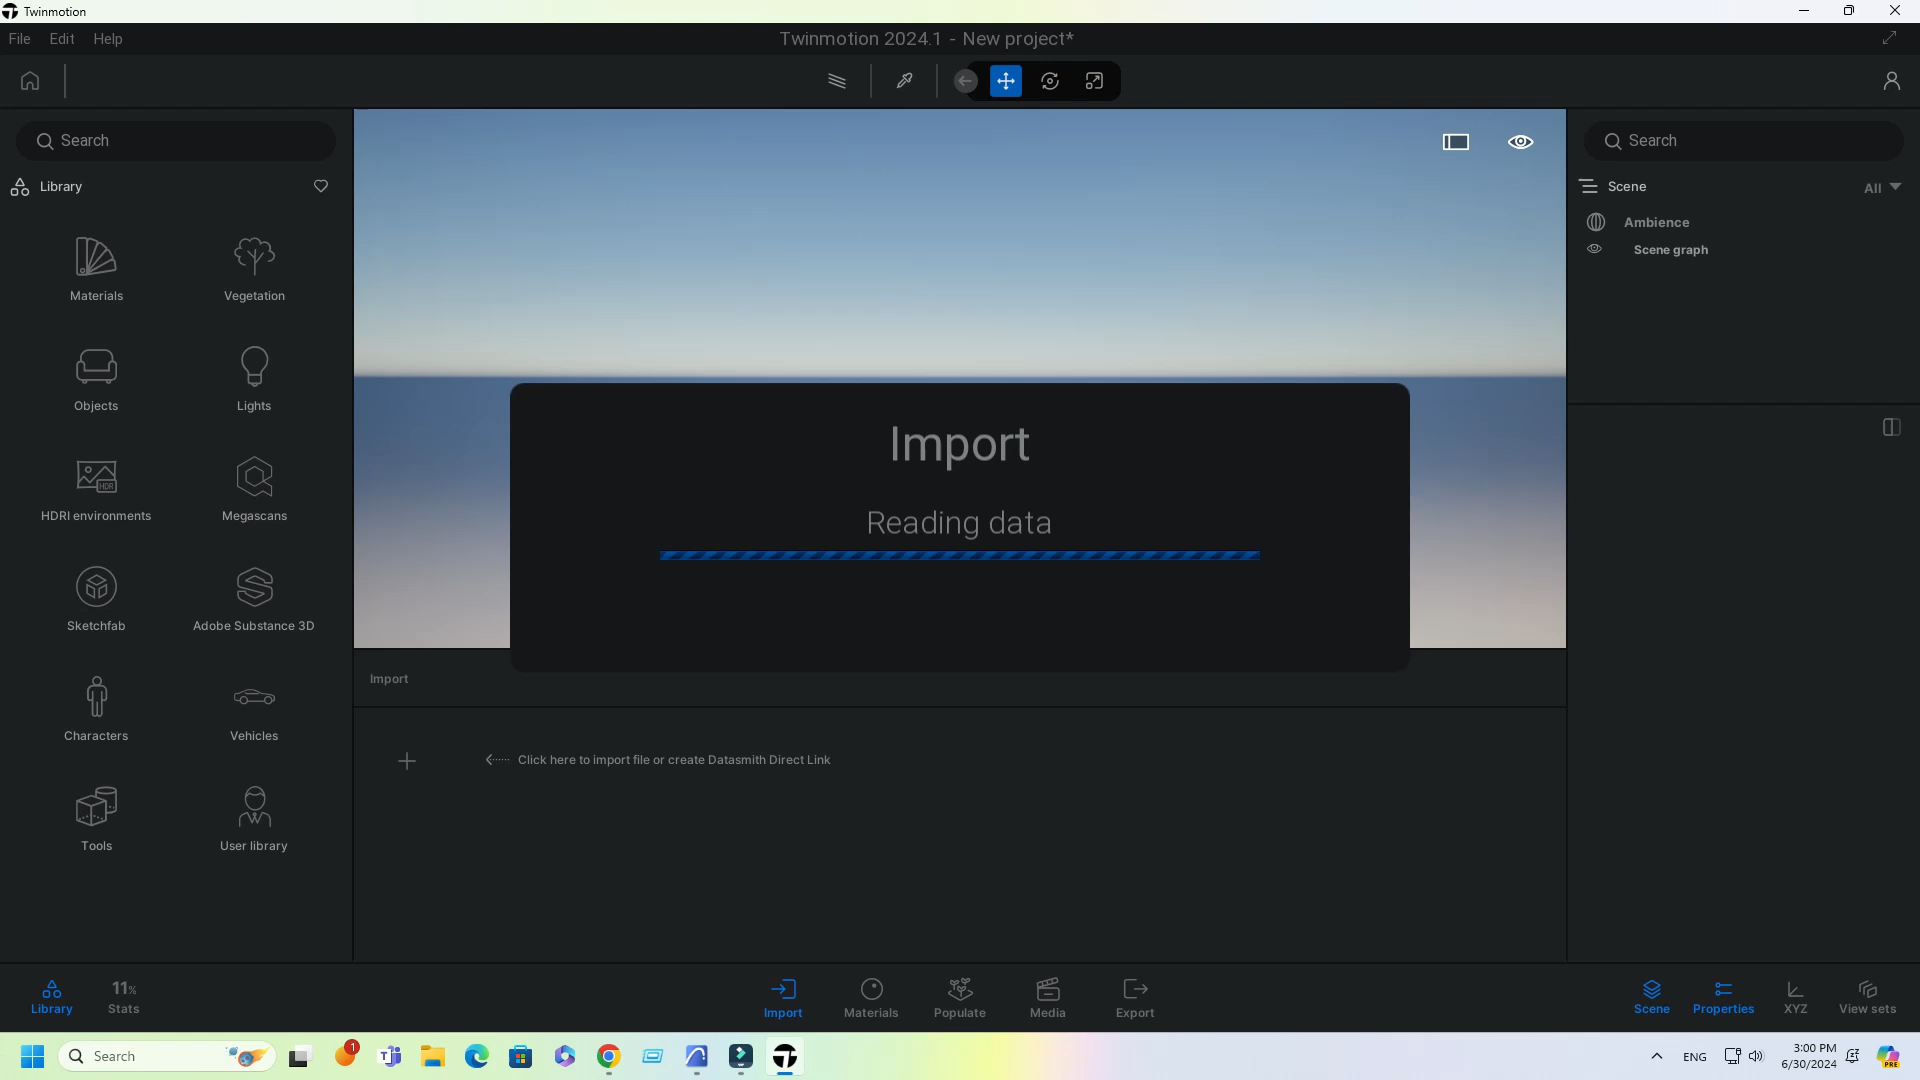 Twinmotion
File Edit Help
Twinmotion 2024.1 - New project*
Search
Library
Materials
Vegetation
Objects
Lights
HDR
HDRI environments
Megascans
Sketchfab
Adobe Substance 3D
Characters
Vehicles
Tools
User library
Import
Reading data
Import
Click here to import file or create Datasmith Direct Link
Search
Scene
All
Ambience
Scene graph
Library
11%
Stats
Import
Materials
Populate
Media
Export
Scene
Properties
XYZ
View sets
Search
1
ENG
3:00 PM
6/30/2024
PRE